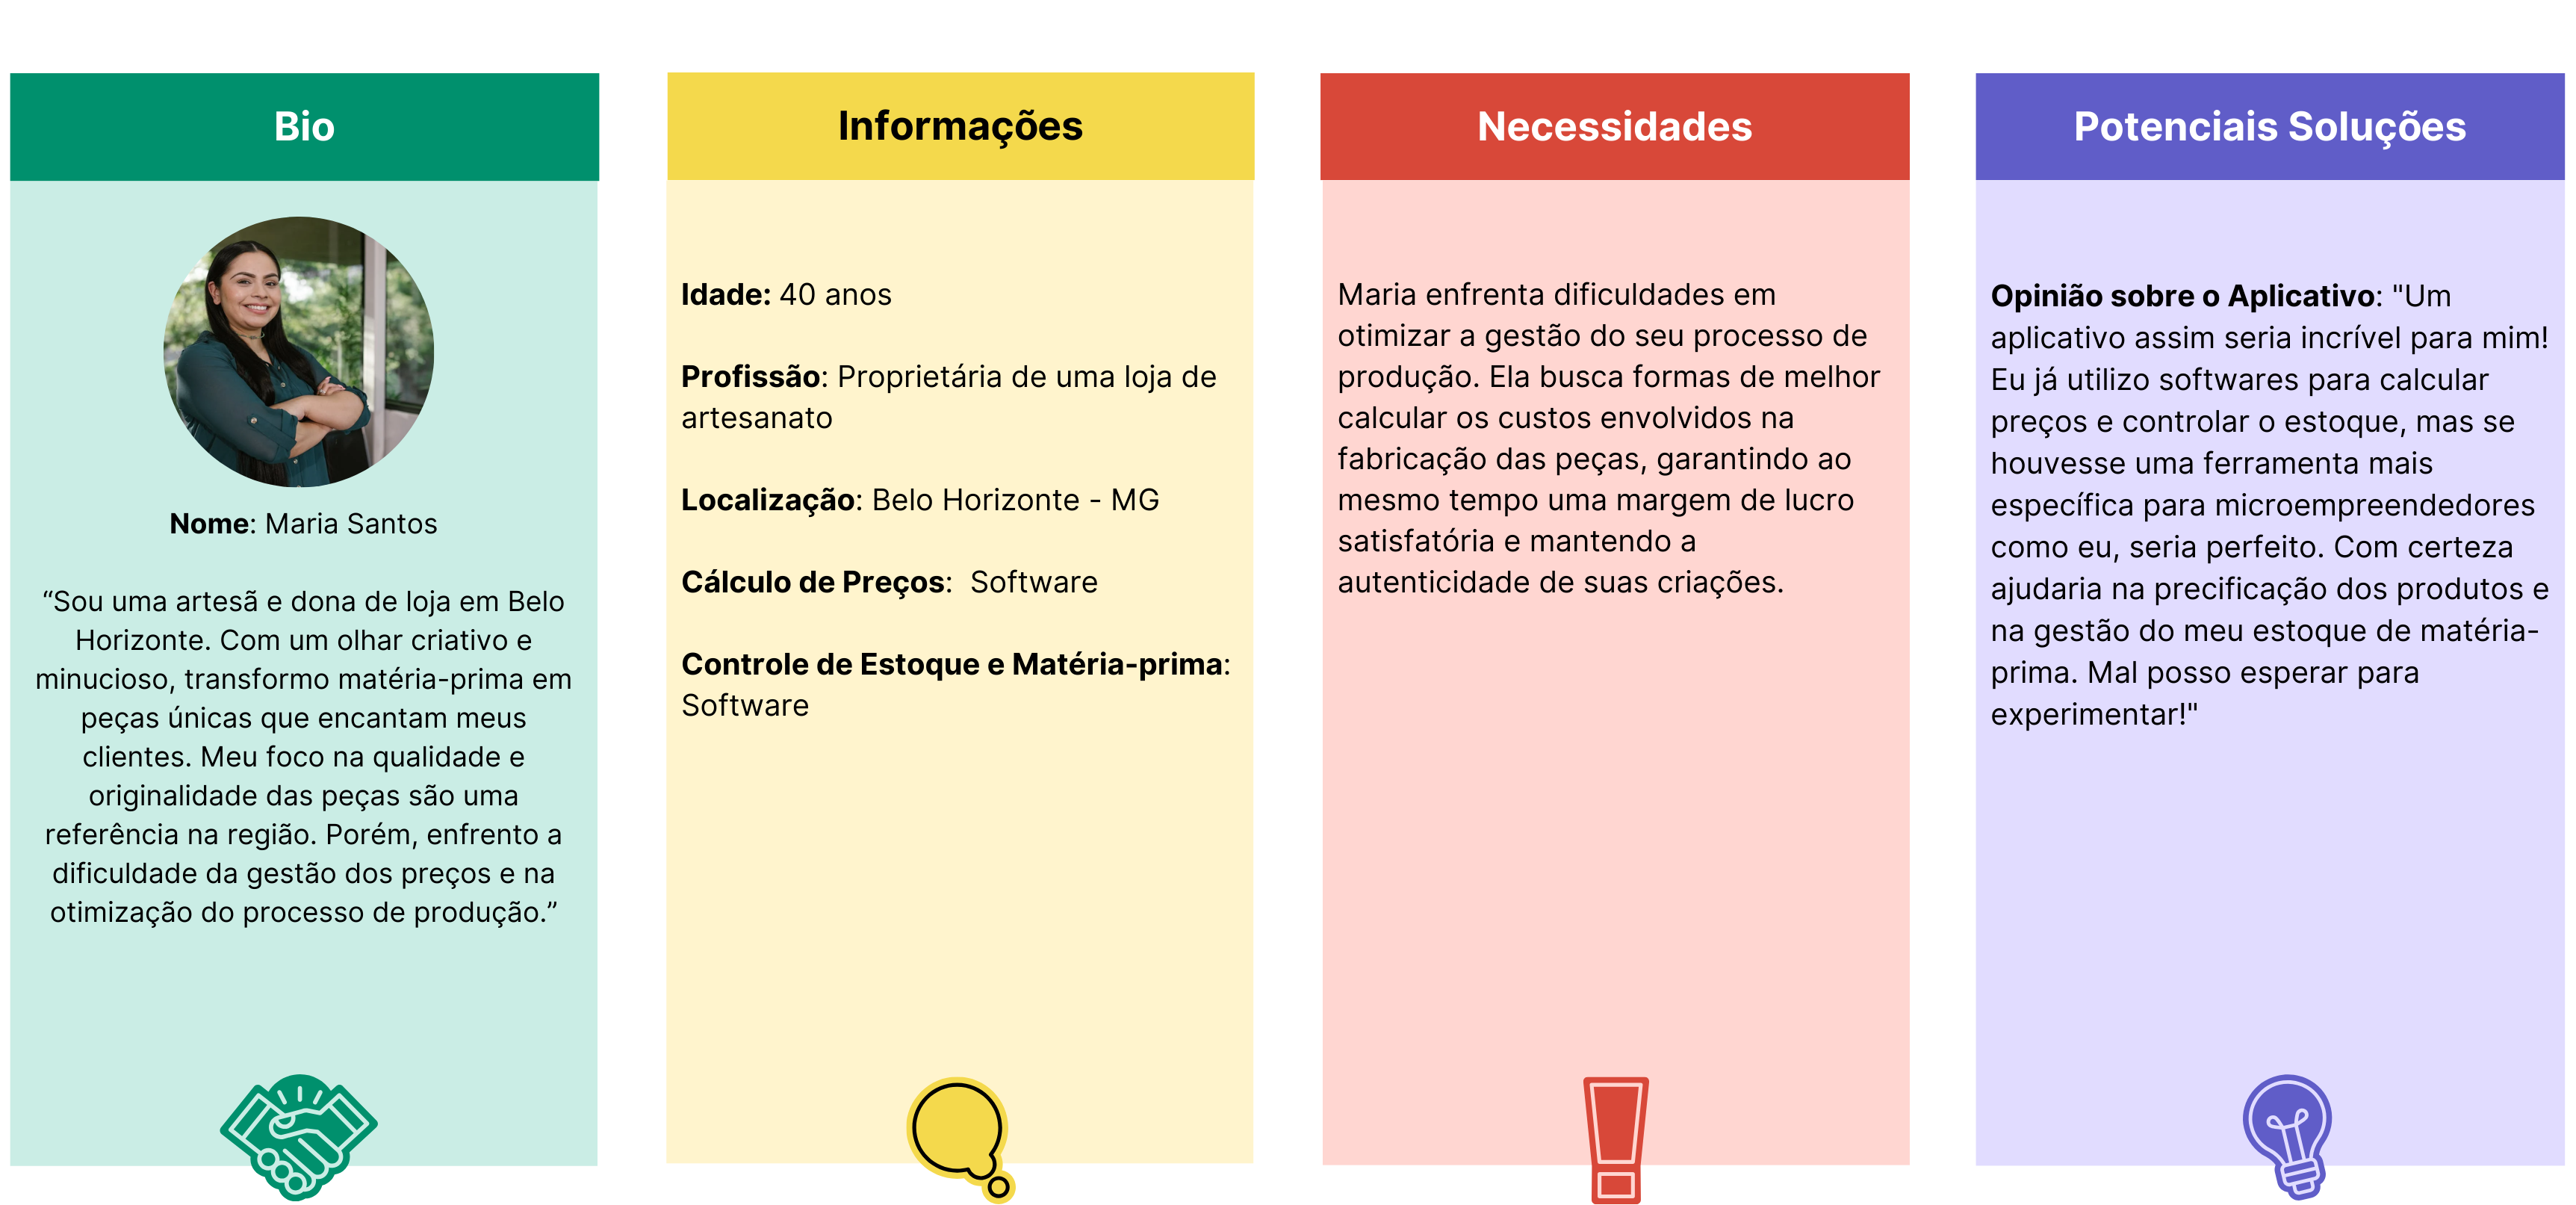 Bio
Nome: Maria Santos
“Sou uma artesã e dona de loja em Belo
Horizonte. Com um olhar criativo e
minucioso, transformo matéria-prima em
peças únicas que encantam meus
clientes. Meu foco na qualidade e
originalidade das peças são uma
referência na região. Porém, enfrento a
dificuldade da gestão dos preços e na
otimização do processo de produção.”
Informações
Idade: 40 anos
Profissão: Proprietária de uma loja de
artesanato
Localização: Belo Horizonte - MG
Cálculo de Preços:  Software
Controle de Estoque e Matéria-prima:
Software
Necessidades
Maria enfrenta dificuldades em
otimizar a gestão do seu processo de
produção. Ela busca formas de melhor
calcular os custos envolvidos na
fabricação das peças, garantindo ao
mesmo tempo uma margem de lucro
satisfatória e mantendo a
autenticidade de suas criações.
Potenciais Soluções
Opinião sobre o Aplicativo: "Um
aplicativo assim seria incrível para mim!
Eu já utilizo softwares para calcular
preços e controlar o estoque, mas se
houvesse uma ferramenta mais
específica para microempreendedores
como eu, seria perfeito. Com certeza
ajudaria na precificação dos produtos e
na gestão do meu estoque de matéria-
prima. Mal posso esperar para
experimentar!"